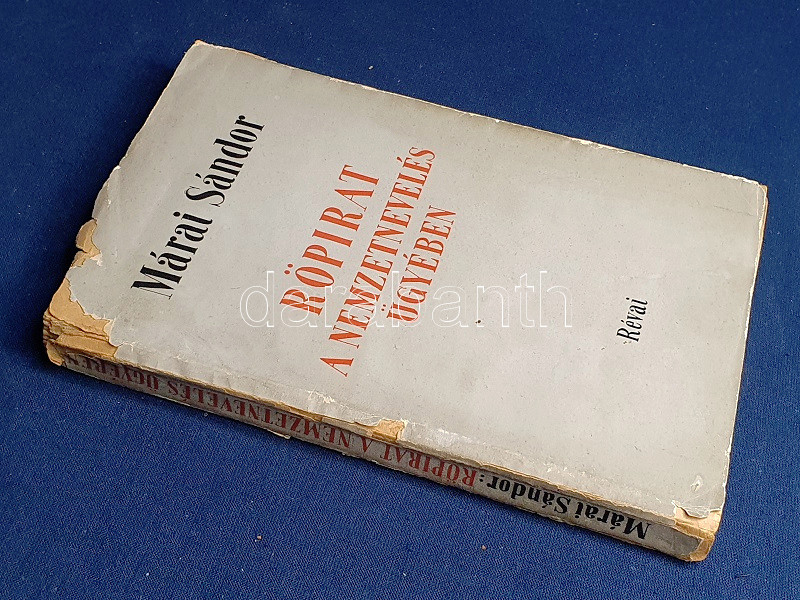 Márai Sándor
RÖPIRAT
A NEMZETNEVELÉS
ÜGYÉBEN
Révai
Márai Sándor: RÖPIRAT A NEMZETNEVELÉS ÜGYÉBEN
darabanth